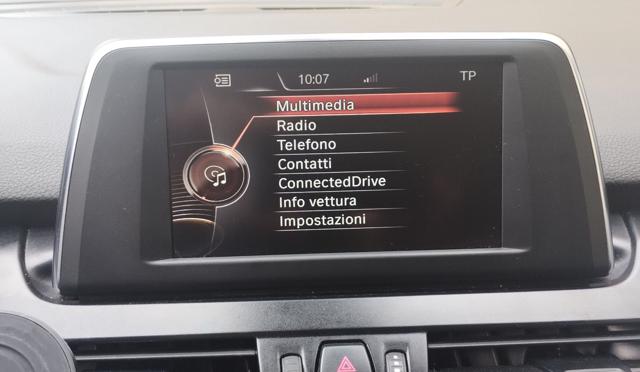 10:07 TP
Multimedia
Radio
Telefono
Contatti
ConnectedDrive
Info vettura
Impostazioni